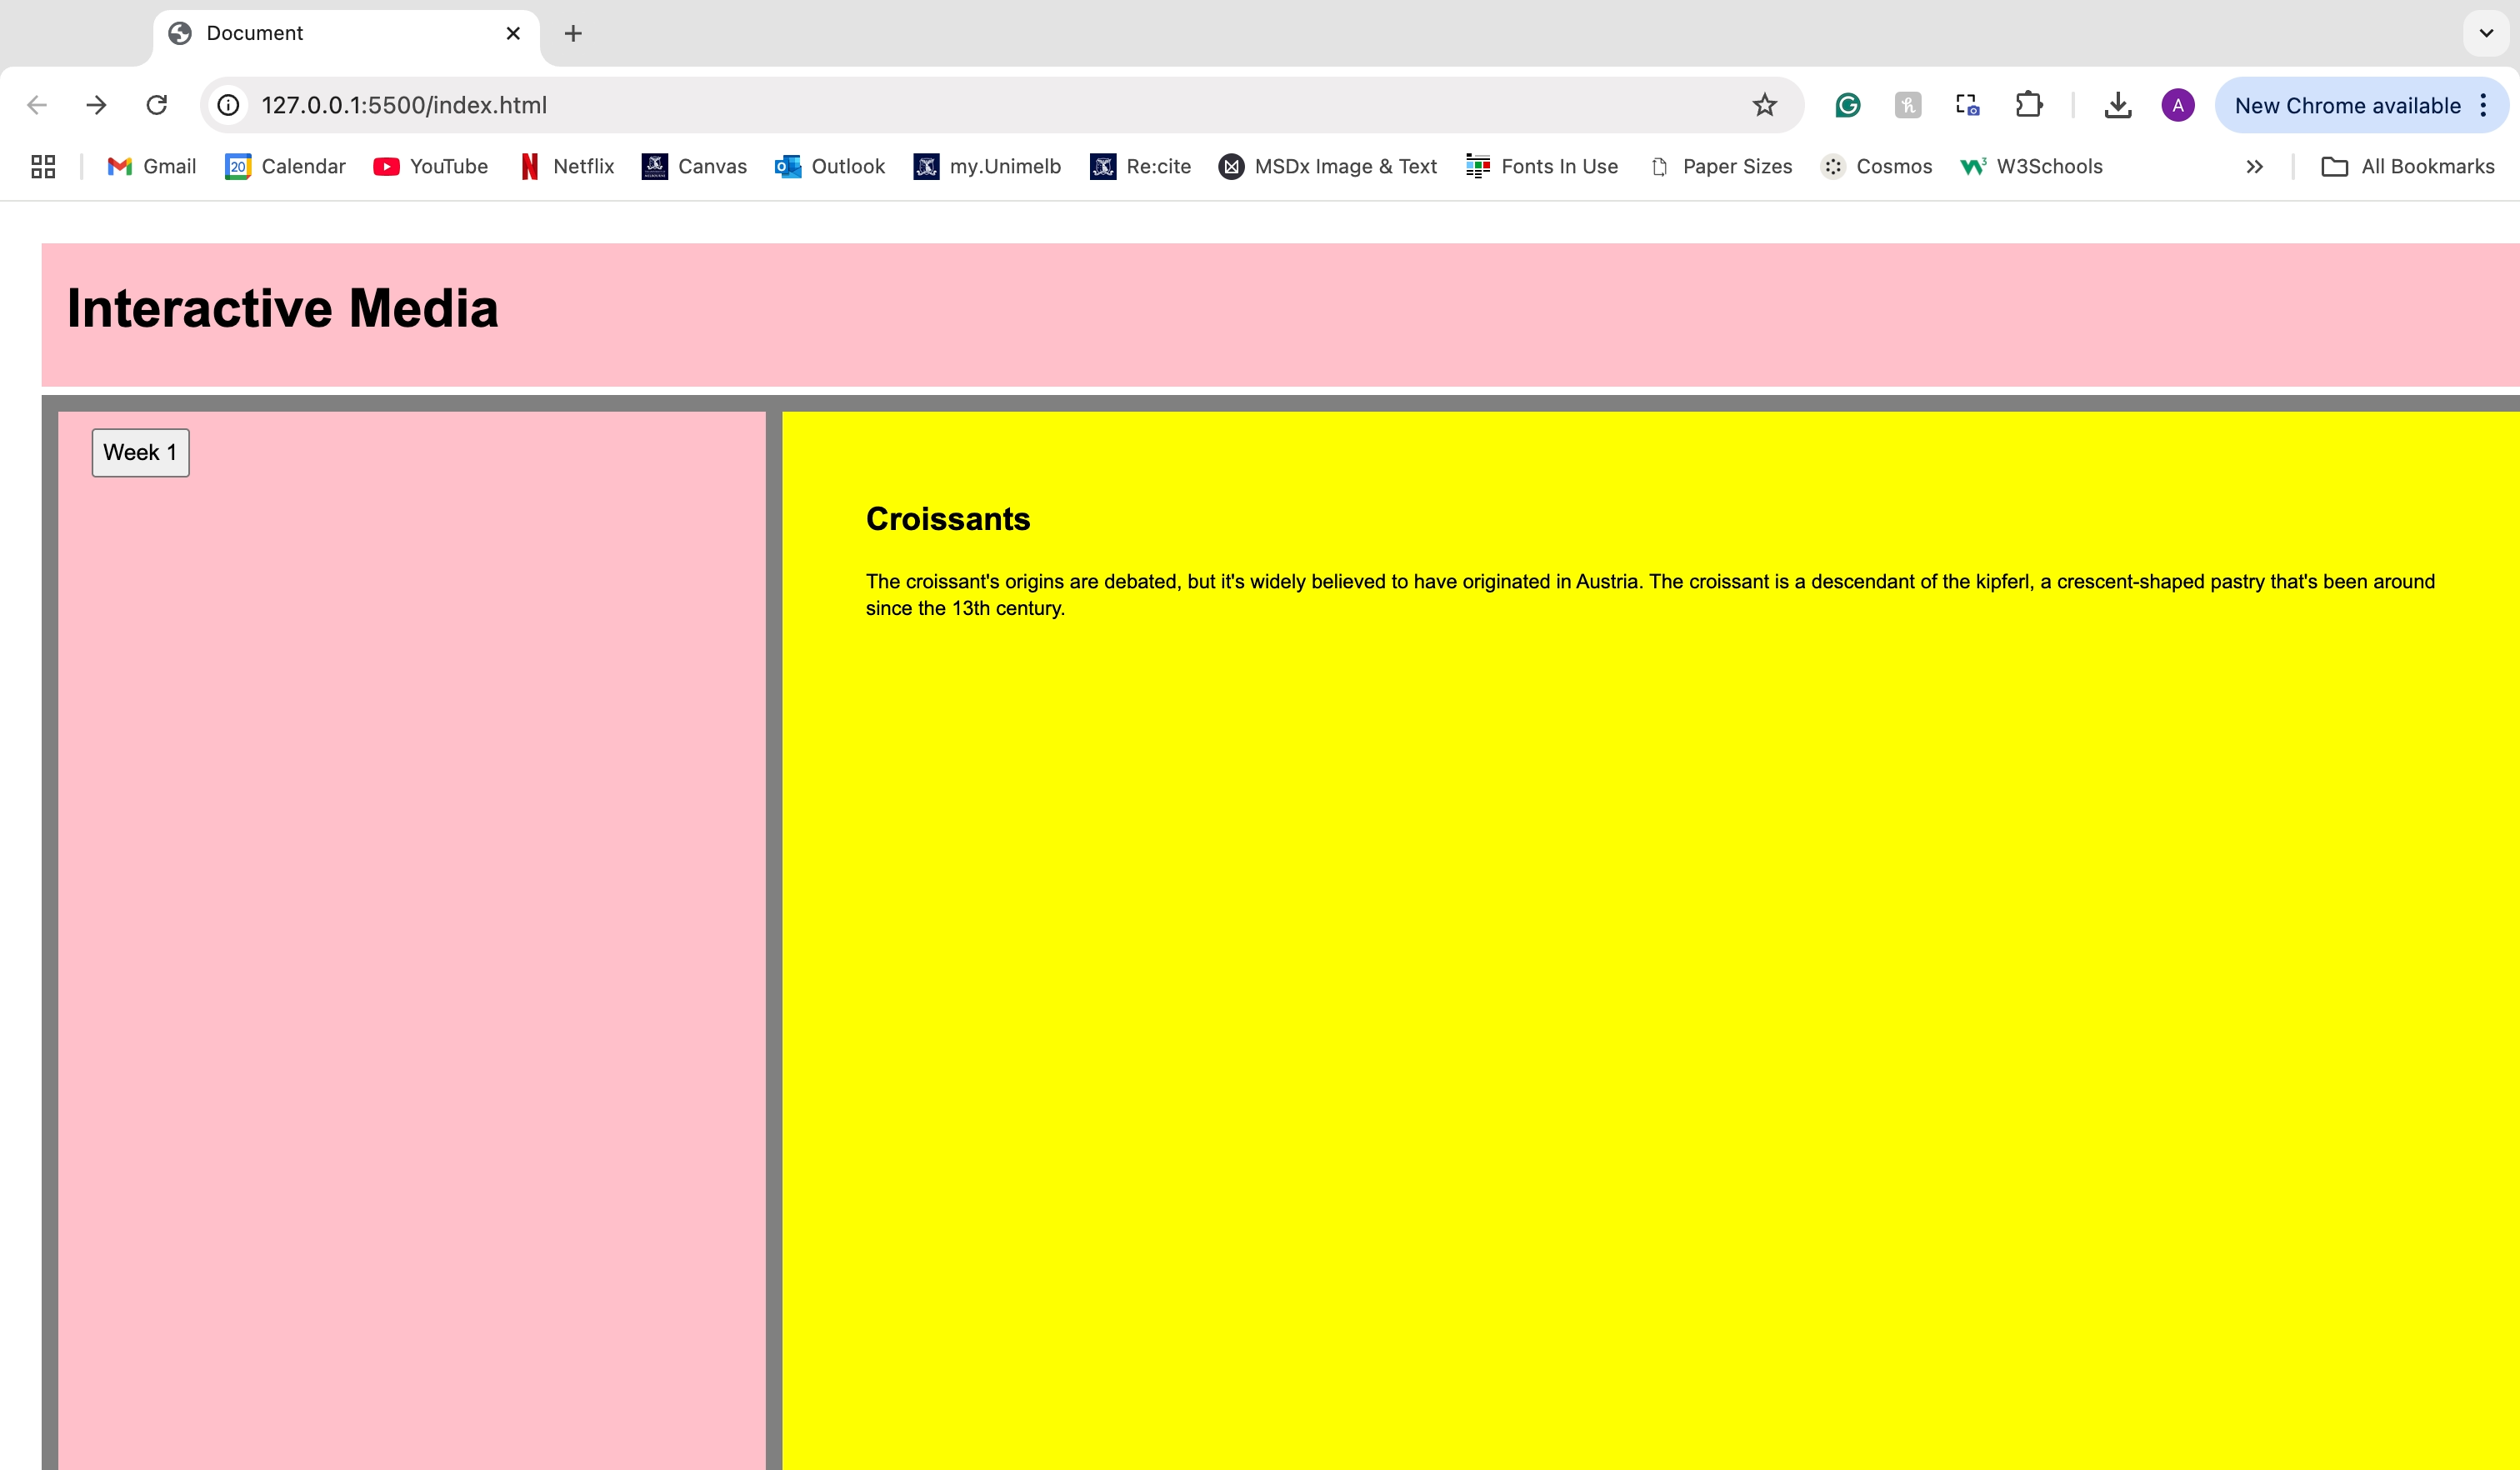 Document
127.0.0.1:5500/index.html
A
New Chrome available
Gmail
20 Calendar
YouTube
Netflix
Canvas
Outlook
my.Unimelb
Re:cite
MSDx Image & Text
Fonts In Use
Paper Sizes
Cosmos
W3Schools
All Bookmarks
Interactive Media
Week 1
Croissants
The croissant's origins are debated, but it's widely believed to have originated in Austria. The croissant is a descendant of the kipferl, a crescent-shaped pastry that's been around
since the 13th century.